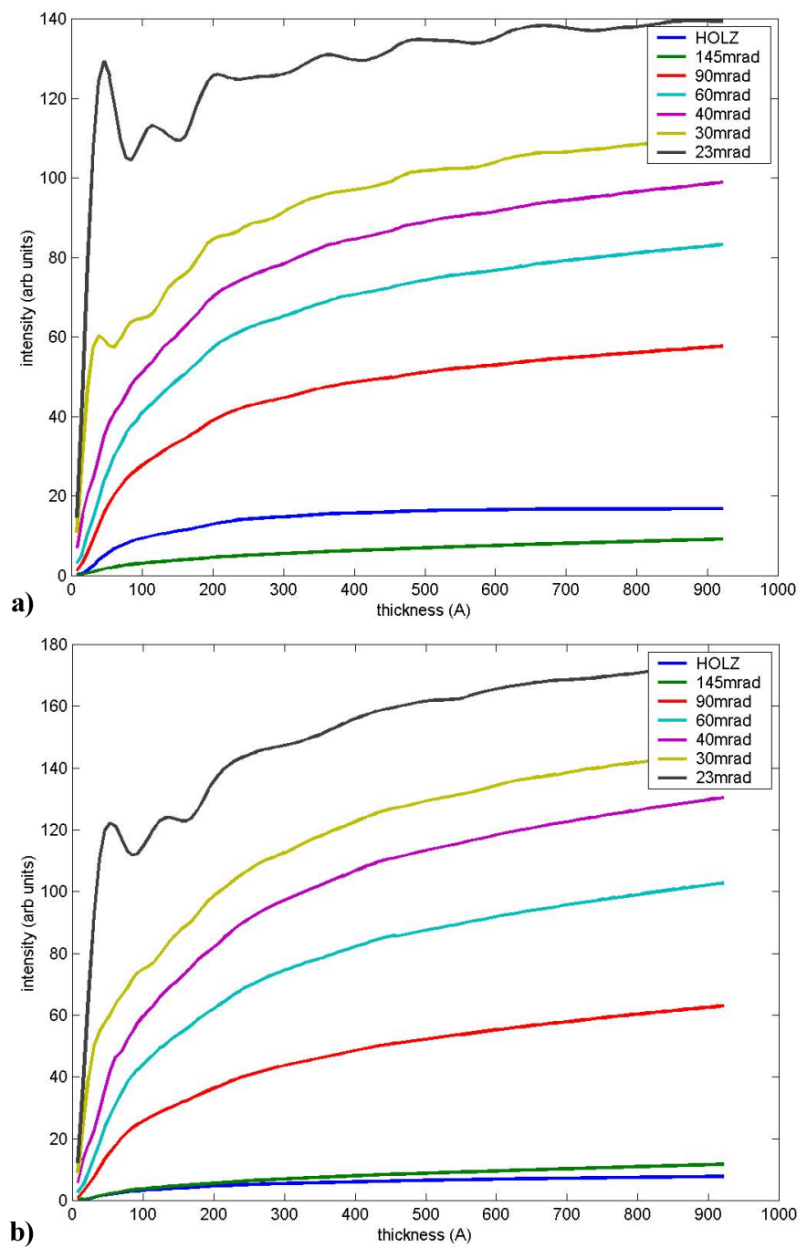 140
120
100
80
60
40
20
0
intensity (arb units)
HOLZ
145mrad
90mrad
60mrad
40mrad
30mrad
23mrad
0 100 200 300 400 500 600 700 800 900 1000
thickness (A)
a)
180
160
140
120
100
80
60
40
20
0
intensity (arb units)
HOLZ
145mrad
90mrad
60mrad
40mrad
30mrad
23mrad
0 100 200 300 400 500 600 700 800 900 1000
thickness (A)
b)